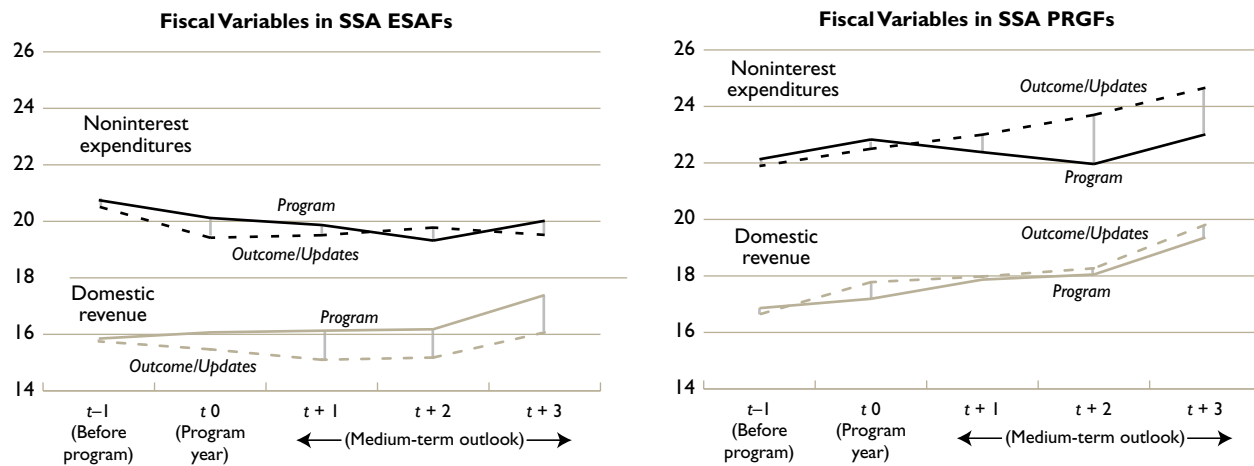 Fiscal Variables in SSA ESAFs
26
24
22
20
18
16
14
Noninterest
expenditures
Program
Outcome/Updates
Domestic
revenue
Program
Outcome/Updates
t–1
(Before
program)
t 0
(Program
year)
t + 1
t + 2
t + 3
(Medium-term outlook)
Fiscal Variables in SSA PRGFs
26
24
22
20
18
16
14
Noninterest
expenditures
Outcome/Updates
Program
Domestic
revenue
Outcome/Updates
Program
t–1
(Before
program)
t 0
(Program
year)
t + 1
t + 2
t + 3
(Medium-term outlook)